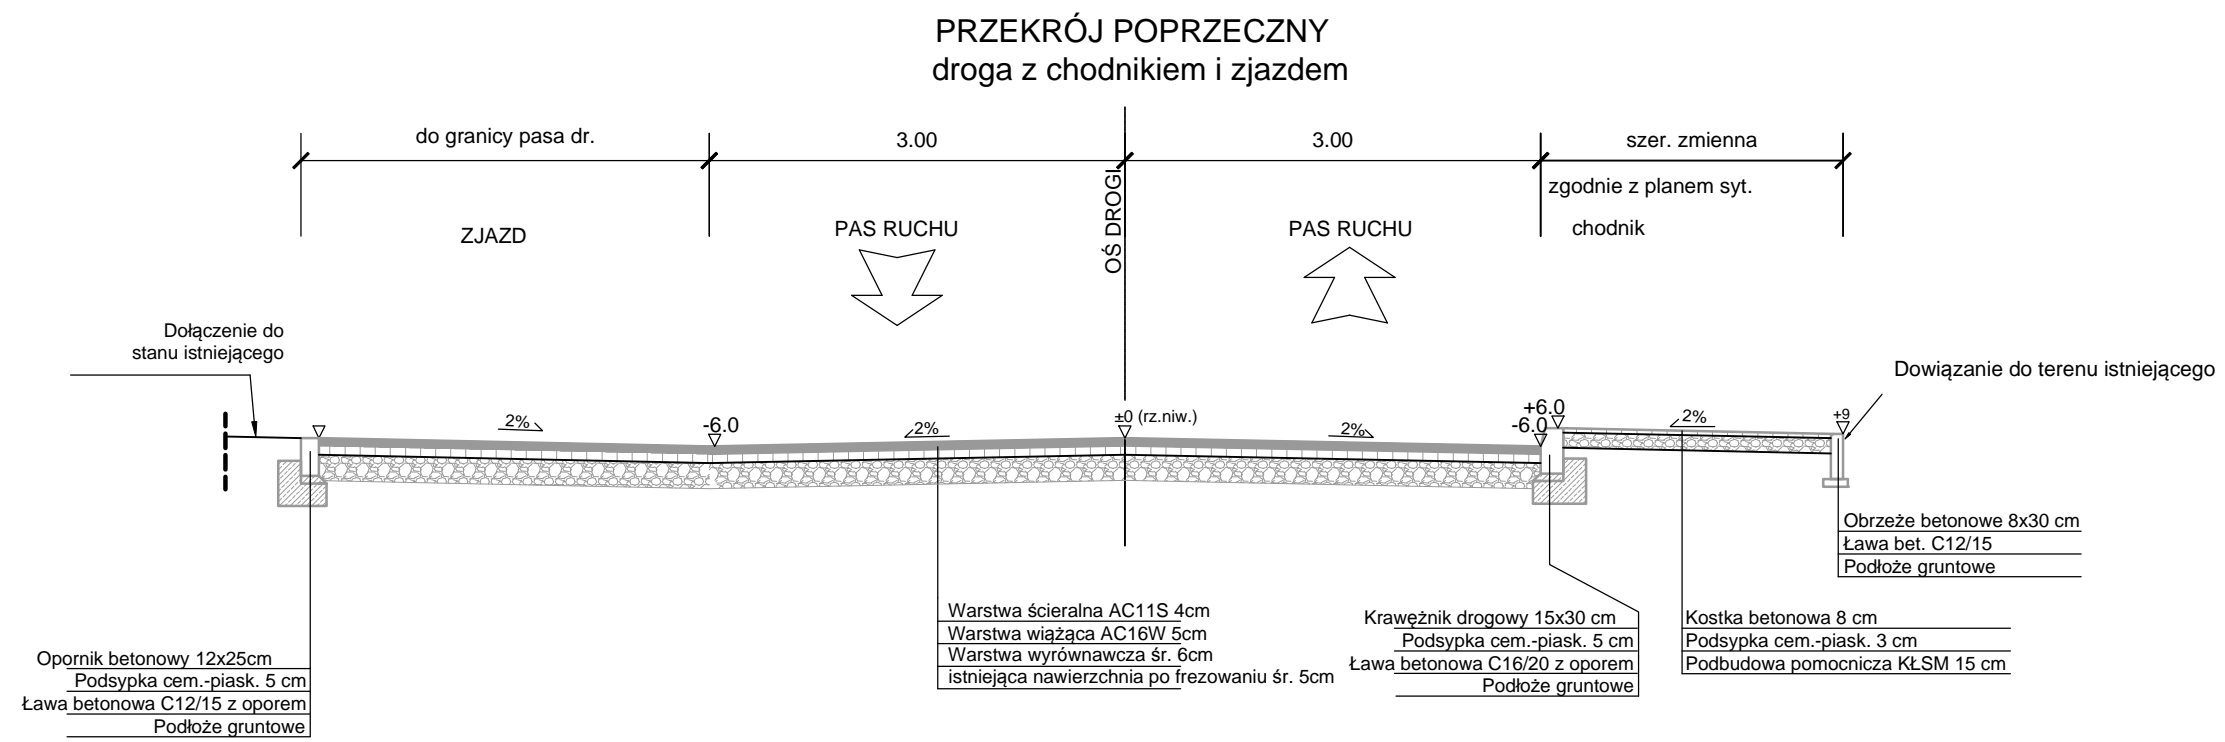 PRZEKRÓJ POPRZECZNY
droga z chodnikiem i zjazdem
do granicy pasa dr.
3.00
3.00
szer. zmienna
zgodnie z planem syt.
chodnik
ZJAZD
PAS RUCHU
OŚ DROGI
PAS RUCHU
Dołączenie do
stanu istniejącego
Dowiązanie do terenu istniejącego
2%
-6.0
2%
±0 (rz.niw.)
2%
-6.0
+6.0
2%
+9
Obrzeże betonowe 8x30 cm
Ława bet. C12/15
Podłoże gruntowe
Warstwa ścieralna AC11S 4cm
Warstwa wiążąca AC16W 5cm
Warstwa wyrównawcza śr. 6cm
istniejąca nawierzchnia po frezowaniu śr. 5cm
Krawężnik drogowy 15x30 cm
Podsypka cem.-piask. 5 cm
Ława betonowa C16/20 z oporem
Podłoże gruntowe
Kostka betonowa 8 cm
Podsypka cem.-piask. 3 cm
Podbudowa pomocnicza KŁSM 15 cm
Opornik betonowy 12x25cm
Podsypka cem.-piask. 5 cm
Ława betonowa C12/15 z oporem
Podłoże gruntowe